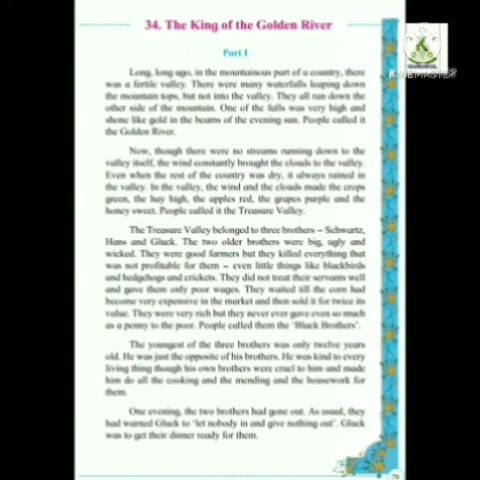 34. The King of the Golden River
Part I
Long, long ago, in the mountainous part of a country, there
was a fertile valley. There were many waterfalls leaping down
the mountain tops, but not into the valley. They all ran down the
other side of the mountain. One of the falls was very high and
shone like gold in the beams of the evening sun. People called it
the Golden River.
Now, though there were no streams running down to the
valley itself, the wind constantly brought the clouds to the valley.
Even when the rest of the country was dry, it always rained in
the valley. In the valley, the wind and the clouds made the crops
green, the hay high, the apples red, the grapes purple and the
honey sweet. People called it the Treasure Valley.
The Treasure Valley belonged to three brothers – Schwartz,
Hans and Gluck. The two older brothers were big, ugly and
wicked. They were good farmers but they killed everything that
was not profitable for them – even little things like blackbirds
and hedgehogs and crickets. They did not treat their servants well
and gave them only poor wages. They waited till the corn had
become very expensive in the market and then sold it for twice its
value. They were very rich but they never ever gave even so much
as a penny to the poor. People called them the ‘Black Brothers’.
The youngest of the three brothers was only twelve years
old. He was just the opposite of his brothers. He was kind to every
living thing though his own brothers were cruel to him and made
him do all the cooking and the mending and the housework for
them.
One evening, the two brothers had gone out. As usual, they
had warned Gluck to ‘let nobody in and give nothing out’. Gluck
was to get their dinner ready for them.
K
KINEMASTER
79